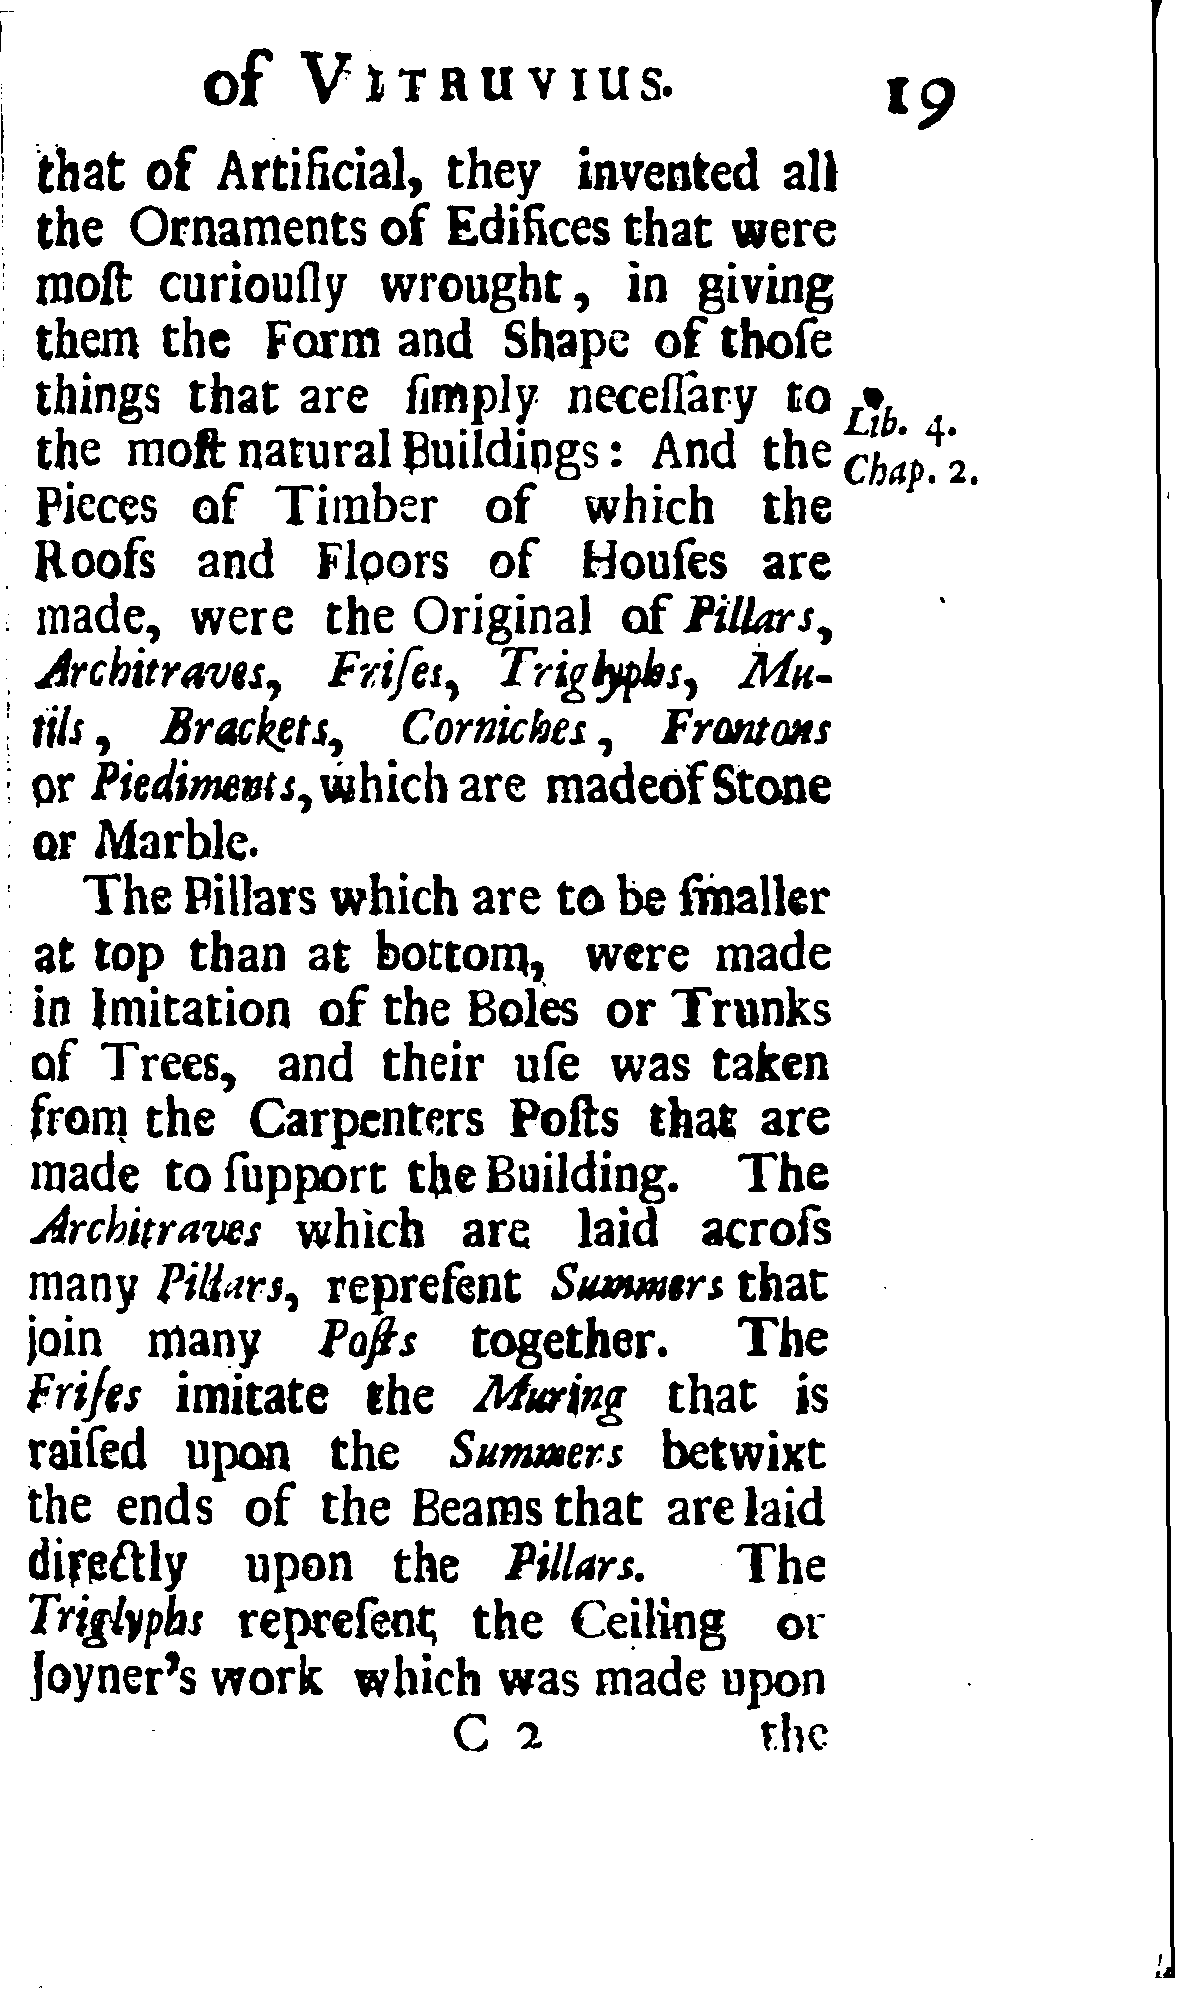 of VITRUVIUS. 19
that of Artificial, they invented all
the Ornaments of Edifices that were
moſt curiouſly wrought, in giving
them the Form and Shape of thoſe
things that are ſimply neceſſary to
Lib. 4.
the moſt natural Buildings: And the
Chap. 2.
Pieces of Timber of which the
Roofs and Floors of Houſes are
made, were the Original of Pillars,
Architraves, Friſes, Triglyphs, Mu-
tils, Brackets, Corniches, Frontons
or Piediments, which are made of Stone
or Marble.
The Pillars which are to be ſmaller
at top than at bottom, were made
in Imitation of the Boles or Trunks
of Trees, and their uſe was taken
from the Carpenters Poſts that are
made to ſupport the Building. The
Architraves which are laid acroſs
many Pillars, repreſent Summers that
join many Poſts together. The
Friſes imitate the Muring that is
raiſed upon the Summers betwixt
the ends of the Beams that are laid
directly upon the Pillars. The
Triglyphs repreſent the Ceiling or
Joyner's work which was made upon
C 2 the